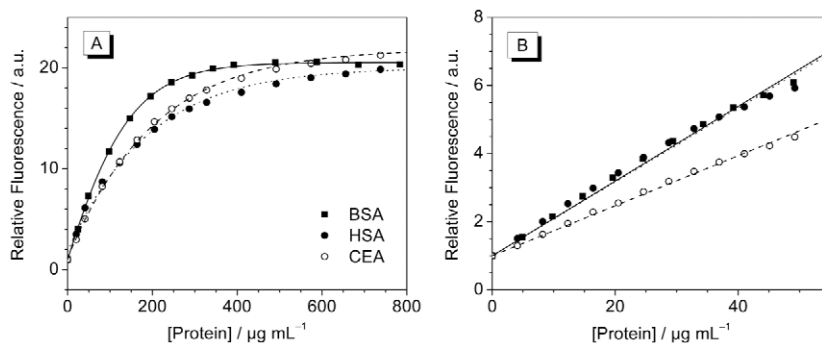 A
Relative Fluorescence / a.u.
20
10
0
BSA
HSA
CEA
0 200 400 600 800
[Protein] / µg mL⁻¹
B
Relative Fluorescence / a.u.
8
6
4
2
0
0 20 40
[Protein] / µg mL⁻¹